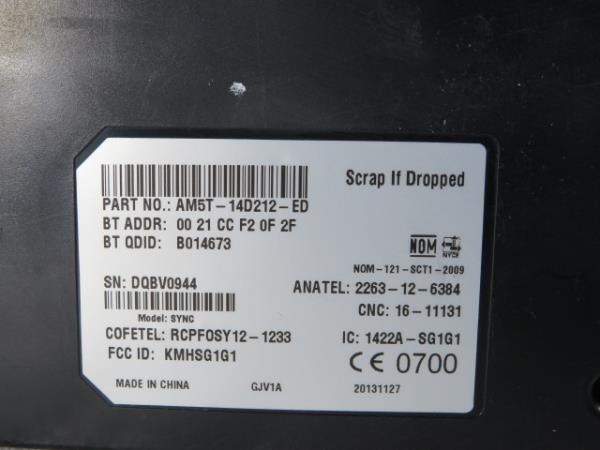 Scrap If Dropped
PART NO.: AM5T-14D212-ED
BT ADDR: 00 21 CC F2 0F 2F
BT QDID: B014673
NOM NYCE
NOM-121-SCT1-2009
SN: DQBV0944
ANATEL: 2263-12-6384
CNC: 16-11131
Model: SYNC
COFETEL: RCPFOSY12-1233
IC: 1422A-SG1G1
FCC ID: KMHSG1G1
CE 0700
MADE IN CHINA GJV1A 20131127